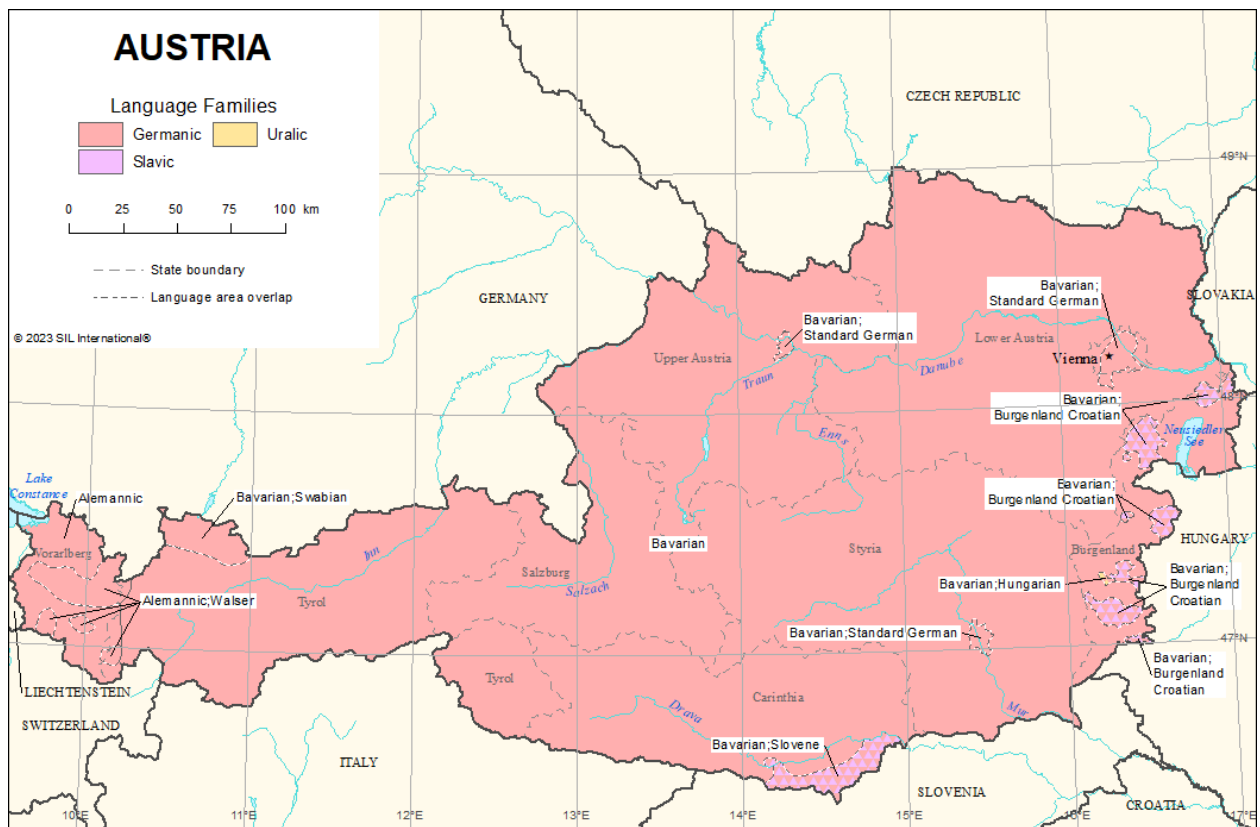 AUSTRIA
Language Families
Germanic
Uralic
Slavic
0 25 50 75 100 km
State boundary
Language area overlap
© 2023 SIL International®
CZECH REPUBLIC
49°N
GERMANY
SLOVAKIA
Bavarian;
Standard German
Bavarian;
Standard German
Upper Austria
Lower Austria
Vienna
Traun
Danube
48°N
Bavarian;
Burgenland Croatian
Neusiedler
See
Enns
Lake
Constance
Alemannic
Bavarian;Swabian
Bavarian;
Burgenland Croatian
Vorarlberg
Inn
Bavarian
Styria
Burgenland
HUNGARY
Salzburg
Salzach
Bavarian;Hungarian
Bavarian;
Burgenland
Croatian
Alemannic;Walser
Tyrol
Bavarian;Standard German
47°N
Bavarian;
Burgenland
Croatian
LIECHTENSTEIN
SWITZERLAND
Tyrol
Carinthia
Drava
Mur
Bavarian;Slovene
ITALY
SLOVENIA
CROATIA
10°E
11°E
12°E
13°E
14°E
15°E
16°E
17°E